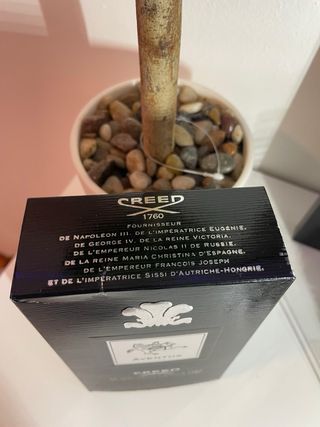 CREED
1760
FOURNISSEUR
DE NAPOLEON III. DE L'IMPÉRATRICE EUGÉNIE.
DE GEORGE IV. DE LA REINE VICTORIA.
DE L'EMPEREUR NICOLAS II DE RUSSIE.
DE LA REINE MARIA CHRISTINA D'ESPAGNE.
DE L'EMPEREUR FRANÇOIS JOSEPH
ET DE L'IMPÉRATRICE SISSI D'AUTRICHE-HONGRIE.
AVENTUS
CREED